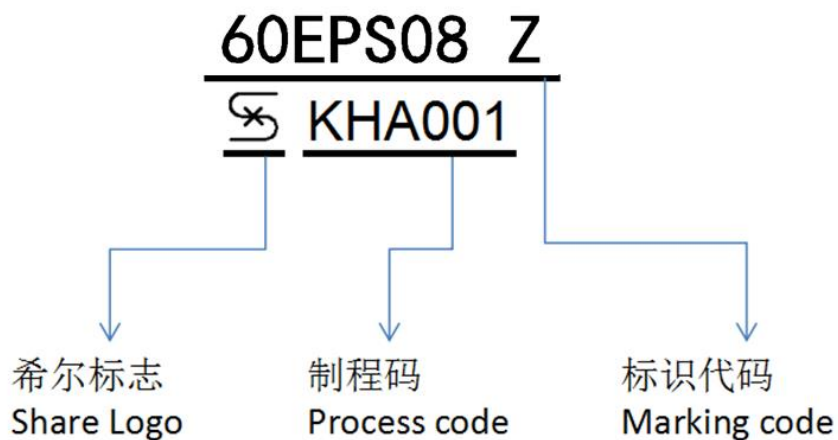 60EPS08 Z
KHA001
希尔标志
Share Logo
制程码
Process code
标识代码
Marking code